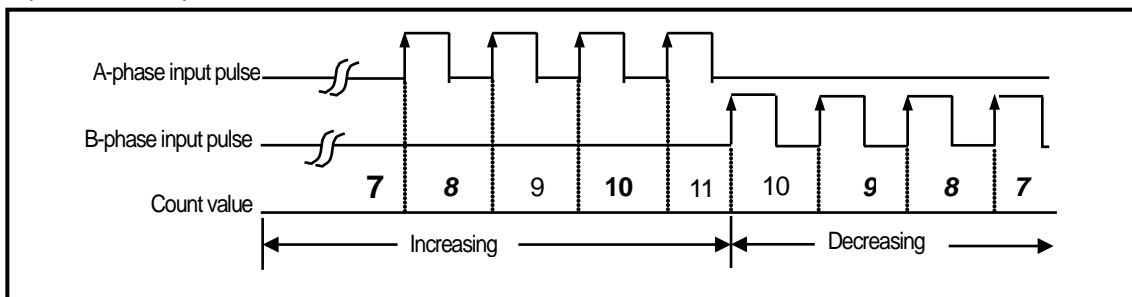 A-phase input pulse
B-phase input pulse
Count value 7 8 9 10 11 10 9 8 7
Increasing Decreasing